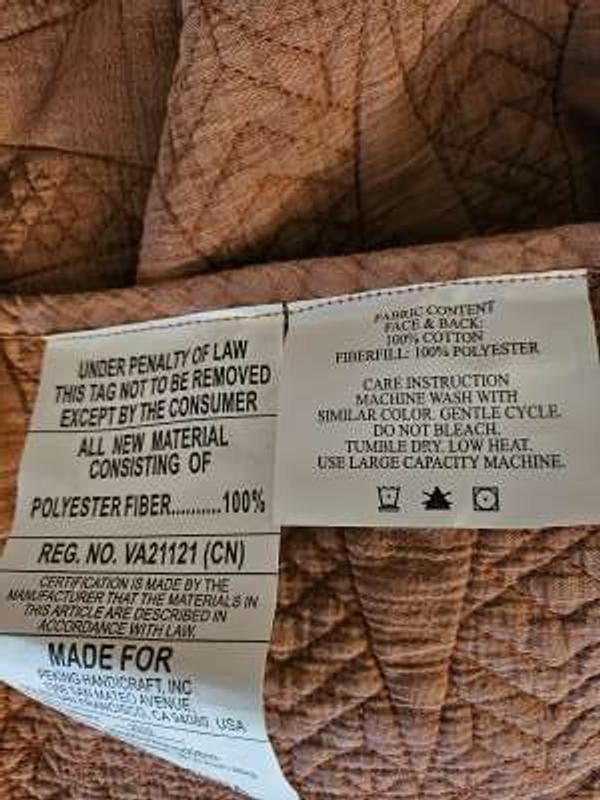 UNDER PENALTY OF LAW
THIS TAG NOT TO BE REMOVED
EXCEPT BY THE CONSUMER
ALL NEW MATERIAL
CONSISTING OF
POLYESTER FIBER..........100%
REG. NO. VA21121 (CN)
CERTIFICATION IS MADE BY THE
MANUFACTURER THAT THE MATERIALS IN
THIS ARTICLE ARE DESCRIBED IN
ACCORDANCE WITH LAW.
MADE FOR
PEKING HANDICRAFT, INC
SAN MATEO AVENUE,
FRANCISCO, CA 94080 USA
FABRIC CONTENT
FACE & BACK:
100% COTTON
FIBERFILL: 100% POLYESTER
CARE INSTRUCTION
MACHINE WASH WITH
SIMILAR COLOR. GENTLE CYCLE.
DO NOT BLEACH.
TUMBLE DRY. LOW HEAT.
USE LARGE CAPACITY MACHINE.